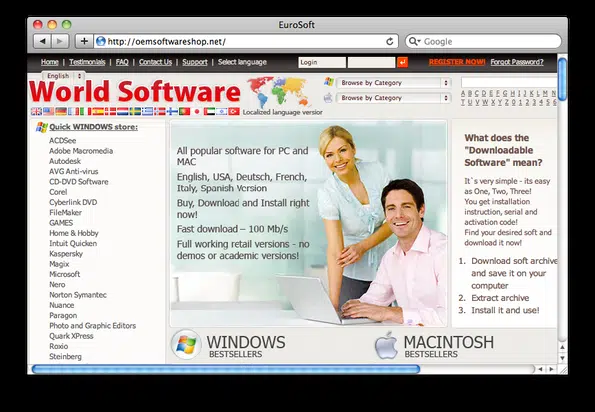 EuroSoft
http://oemsoftwareshop.net/
Google
Home | Testimonials | FAQ | Contact Us | Support | Select language
Login
REGISTER NOW! Forgot Password?
English
World Software
Browse by Category
Browse by Category
Localized language versior
A B C D E F G H I J K L M
T U V W X Y Z 0 1 2 3 4 5 6
Quick WINDOWS store:
ACDSee
Adobe Macromedia
Autodesk
AVG Anti-virus
CD-DVD Software
Corel
Cyberlink DVD
FileMaker
GAMES
Home & Hobby
Intuit Quicken
Kaspersky
Magix
Microsoft
Nero
Norton Symantec
Nuance
Paragon
Photo and Graphic Editors
Quark XPress
Roxio
Steinberg
All popular software for PC and
MAC
English, USA, Deutsch, French,
Italy, Spanish Version
Buy, Download and Install right
now!
Fast download – 100 Mb/s
Full working retail versions - no
demos or academic versions!
WINDOWS
BESTSELLERS
MACINTOSH
BESTSELLERS
What does the
"Downloadable
Software" mean?
It`s very simple - its easy
as One, Two, Three!
You get installation
instruction, serial and
activation code!
Find your desired soft and
download it now!
1. Download soft archive
and save it on your
computer
2. Extract archive
3. Install it and use!